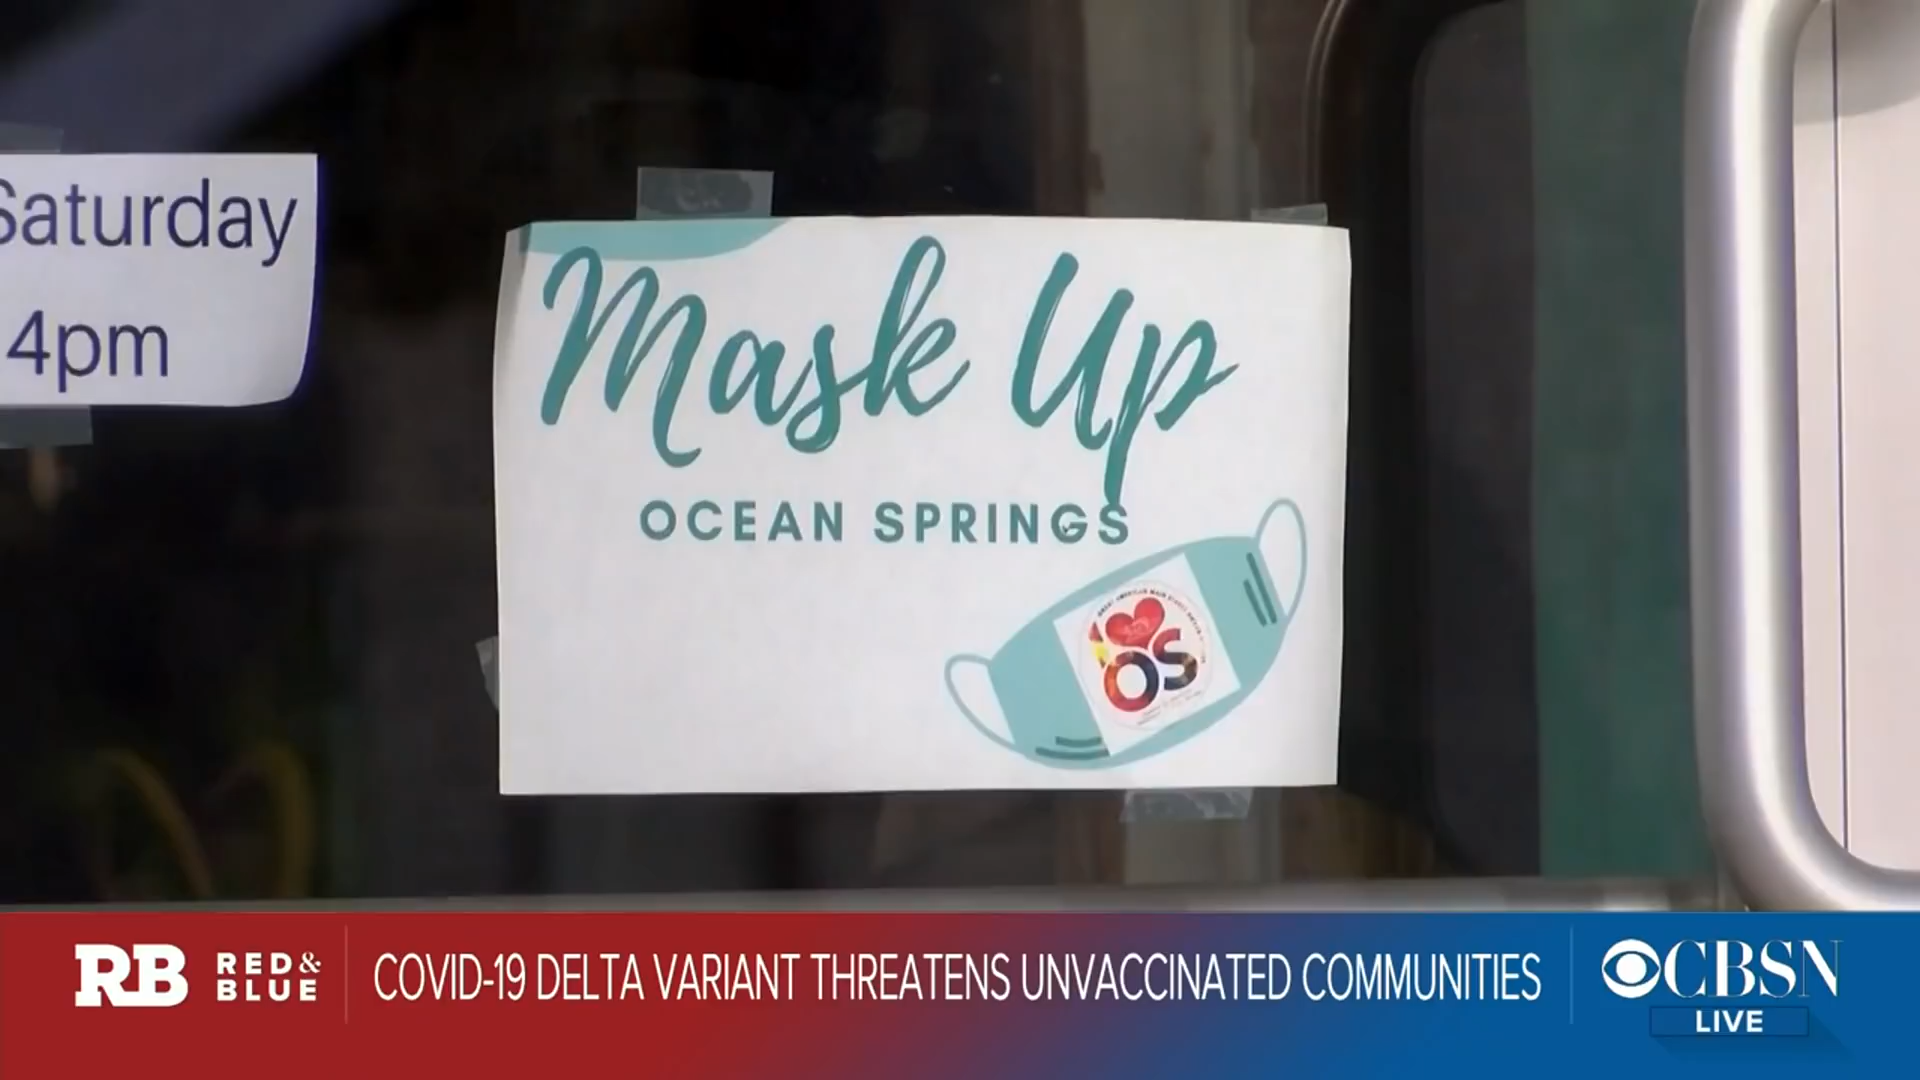 Saturday
4pm
Mask Up
OCEAN SPRINGS
OS
RB RED & BLUE
COVID-19 DELTA VARIANT THREATENS UNVACCINATED COMMUNITIES
CBSN
LIVE